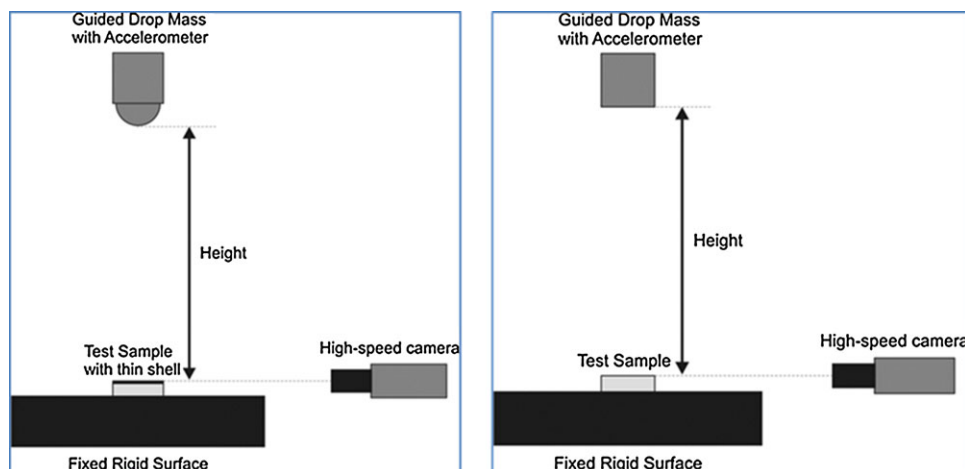 Guided Drop Mass
with Accelerometer
Height
Test Sample
with thin shell
High-speed camera
Fixed Rigid Surface
Guided Drop Mass
with Accelerometer
Height
Test Sample
High-speed camera
Fixed Rigid Surface